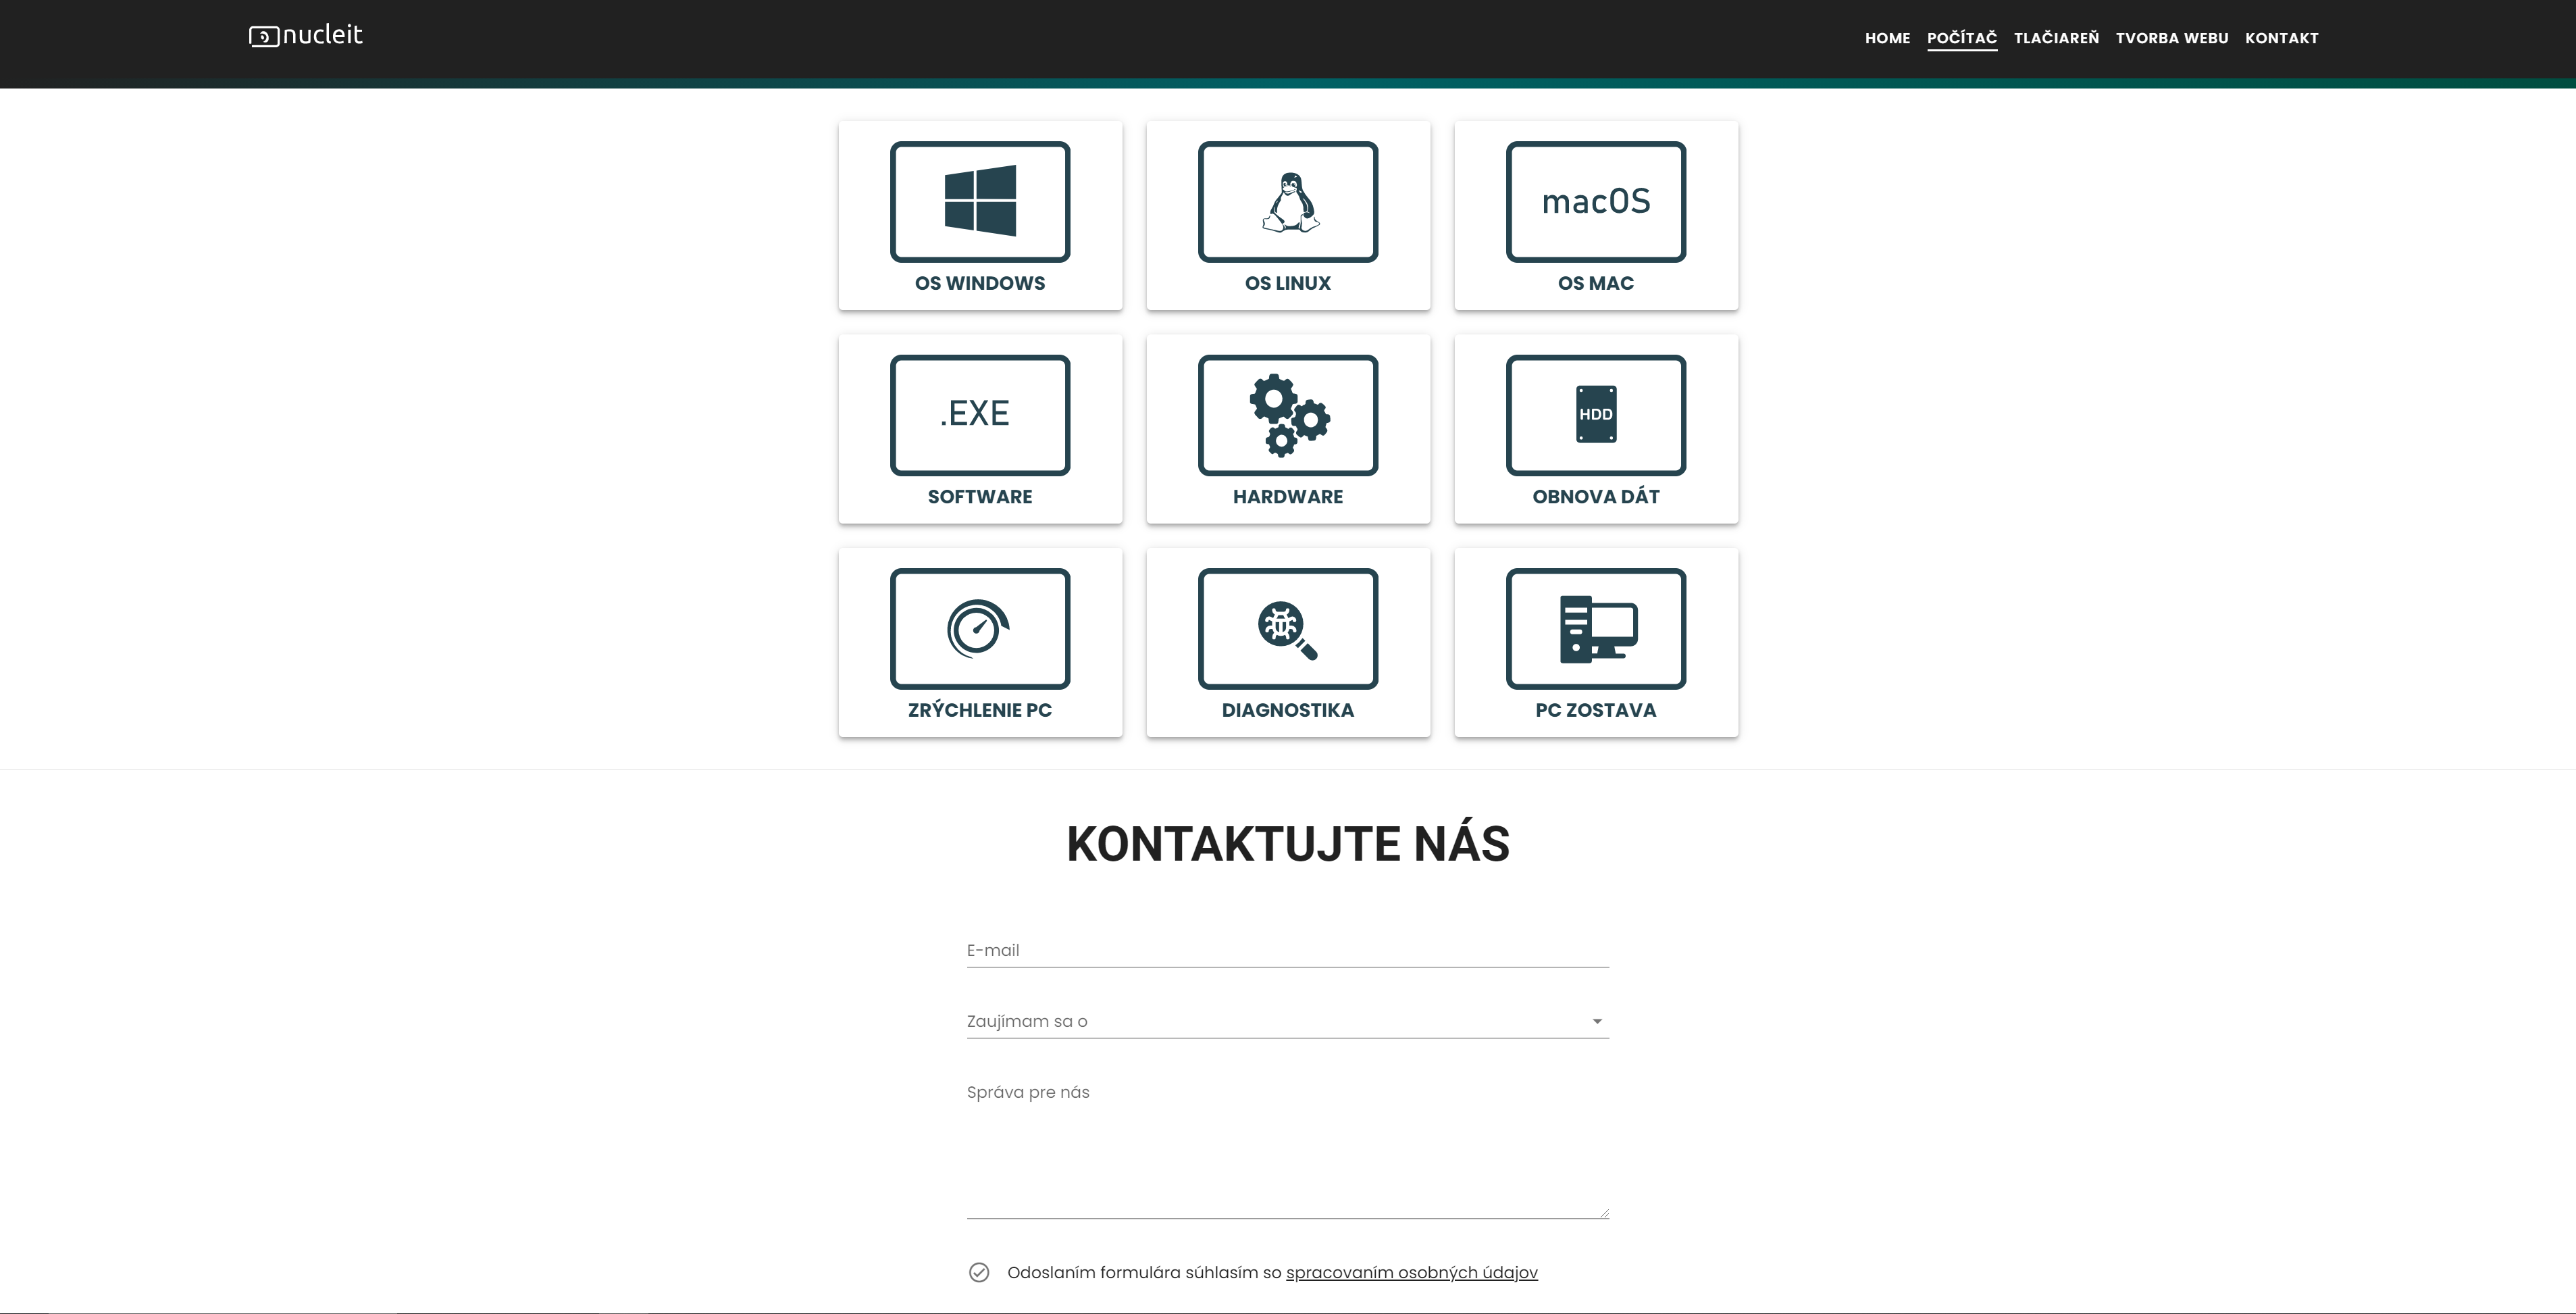 nucleit
HOME POČÍTAČ TLAČIAREŇ TVORBA WEBU KONTAKT
macOS
OS WINDOWS OS LINUX OS MAC
.EXE HDD
SOFTWARE HARDWARE OBNOVA DÁT
ZRÝCHLENIE PC DIAGNOSTIKA PC ZOSTAVA
KONTAKTUJTE NÁS
E-mail
Zaujímam sa o
Správa pre nás
Odoslaním formulára súhlasím so spracovaním osobných údajov